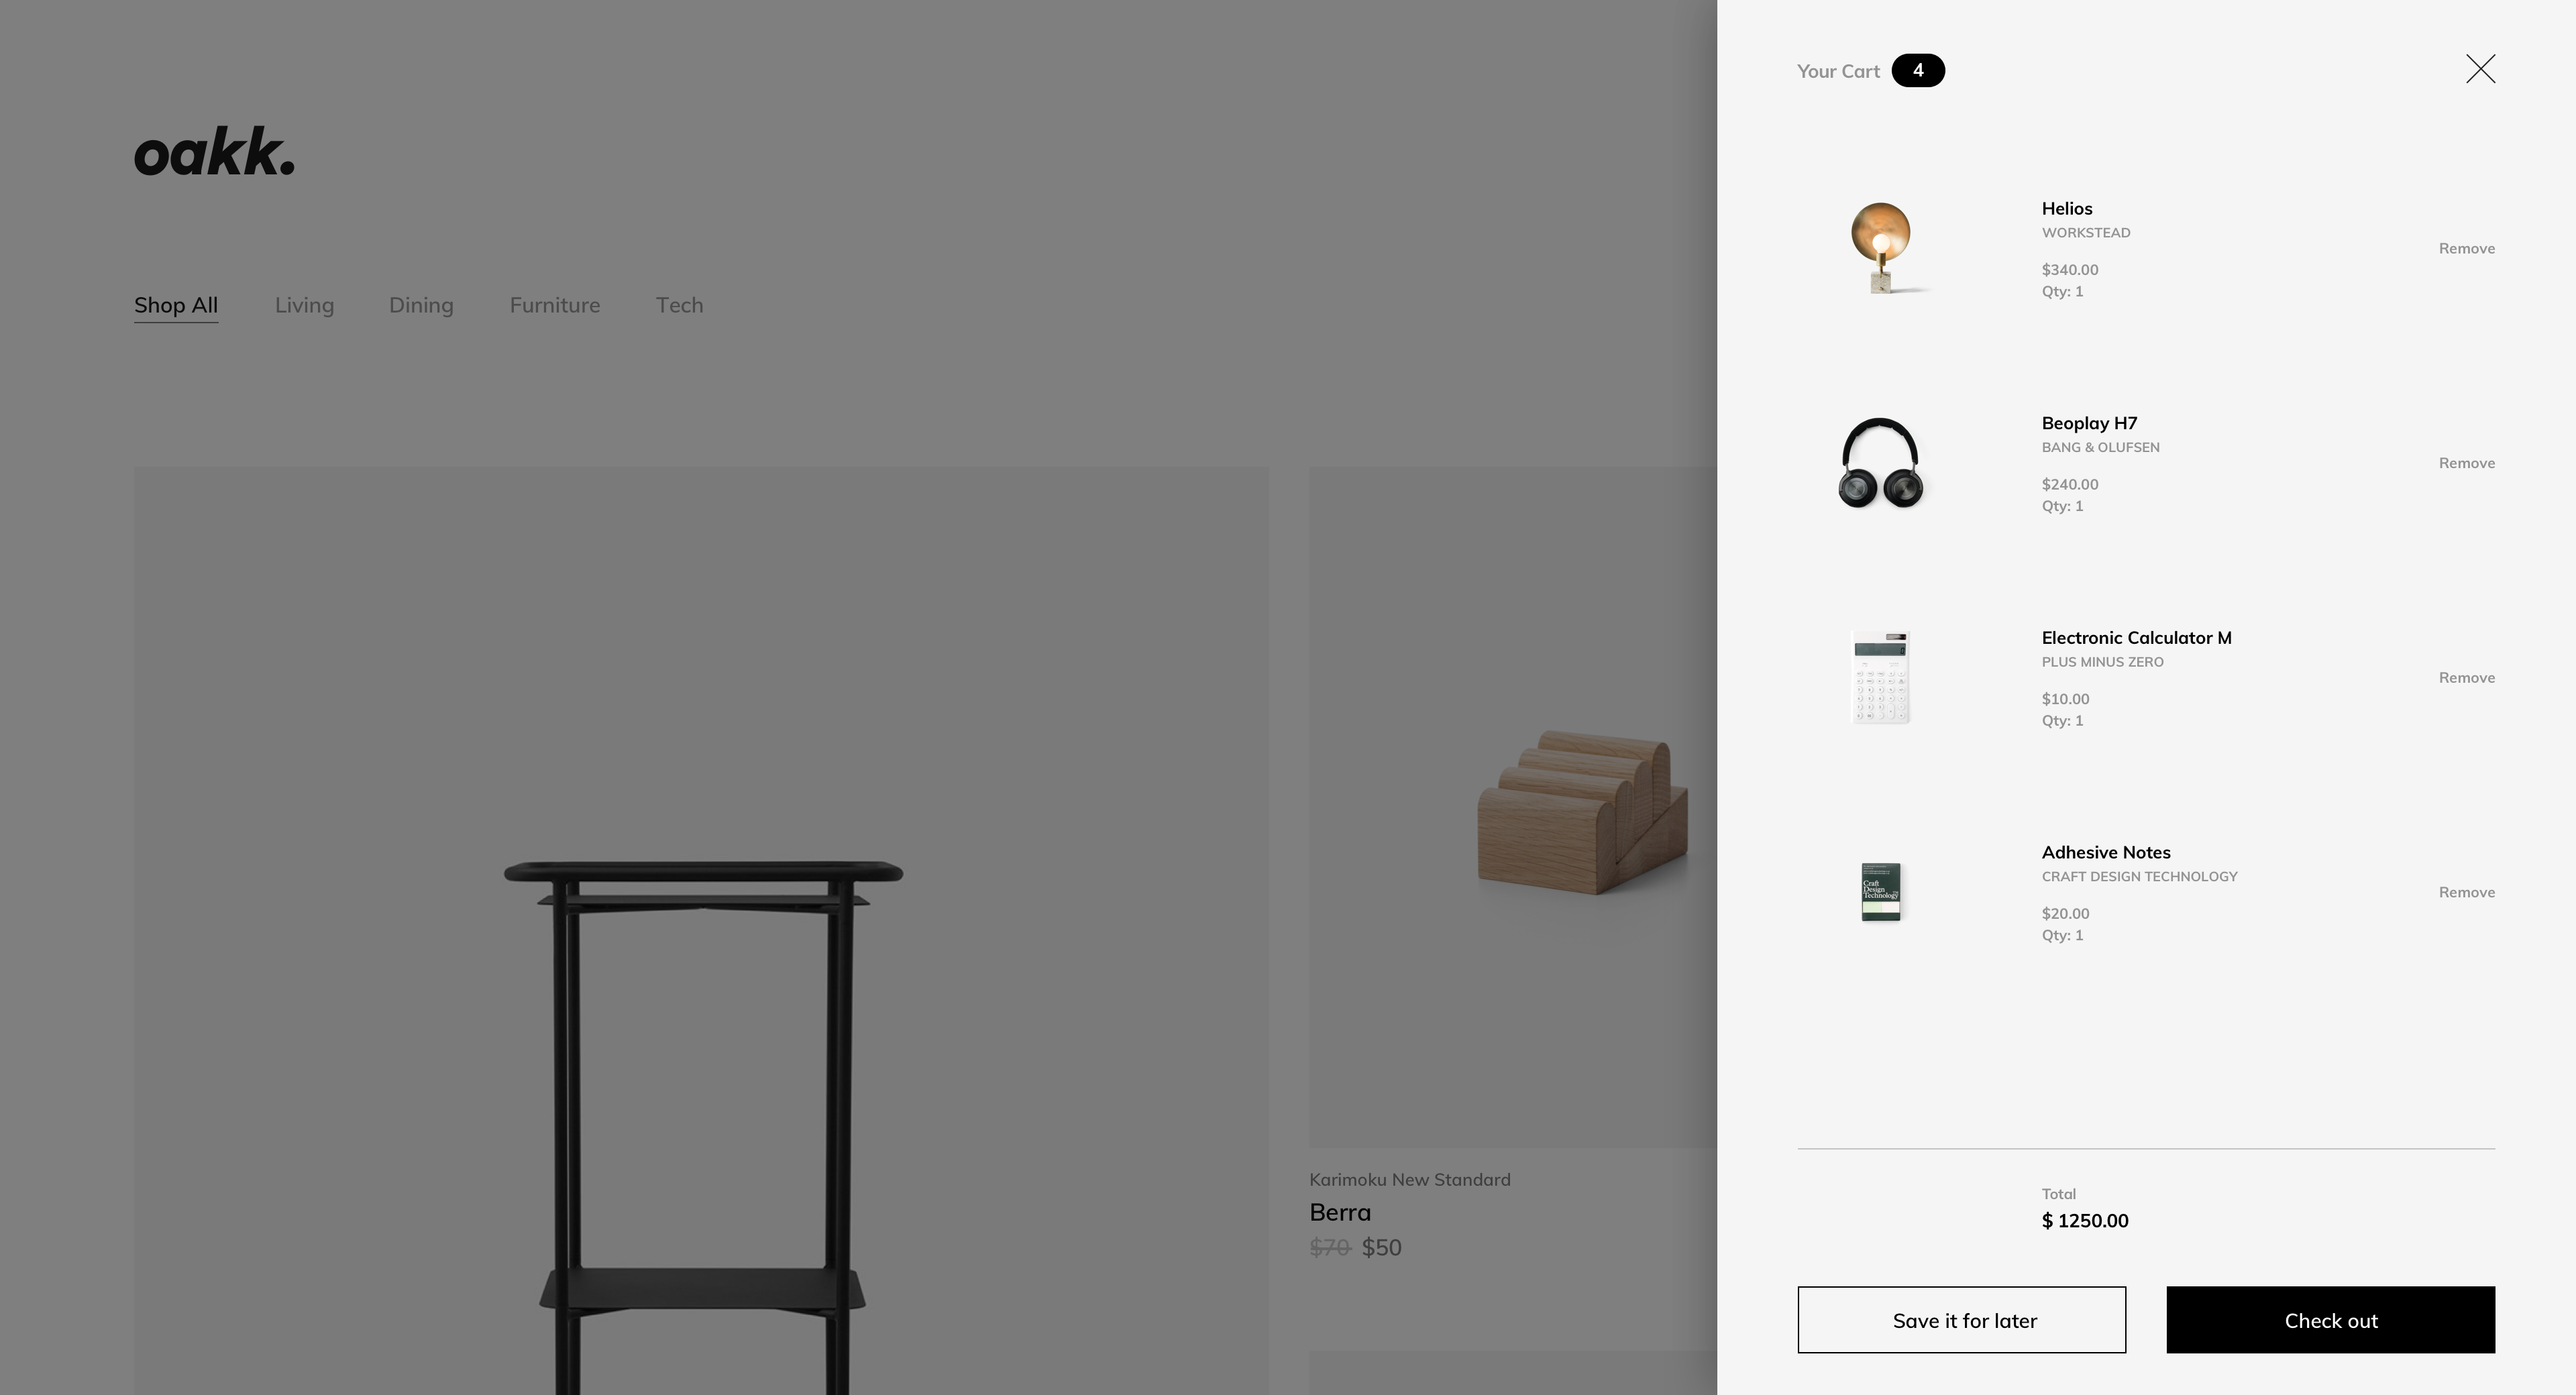 oakk.
Shop All Living Dining Furniture Tech
Karimoku New Standard
Berra
$70 $50
Your Cart 4
Helios
WORKSTEAD
$340.00
Qty: 1
Remove
Beoplay H7
BANG & OLUFSEN
$240.00
Qty: 1
Remove
Electronic Calculator M
PLUS MINUS ZERO
$10.00
Qty: 1
Remove
Craft
Design
Technology
Adhesive Notes
CRAFT DESIGN TECHNOLOGY
$20.00
Qty: 1
Remove
Total
$ 1250.00
Save it for later
Check out